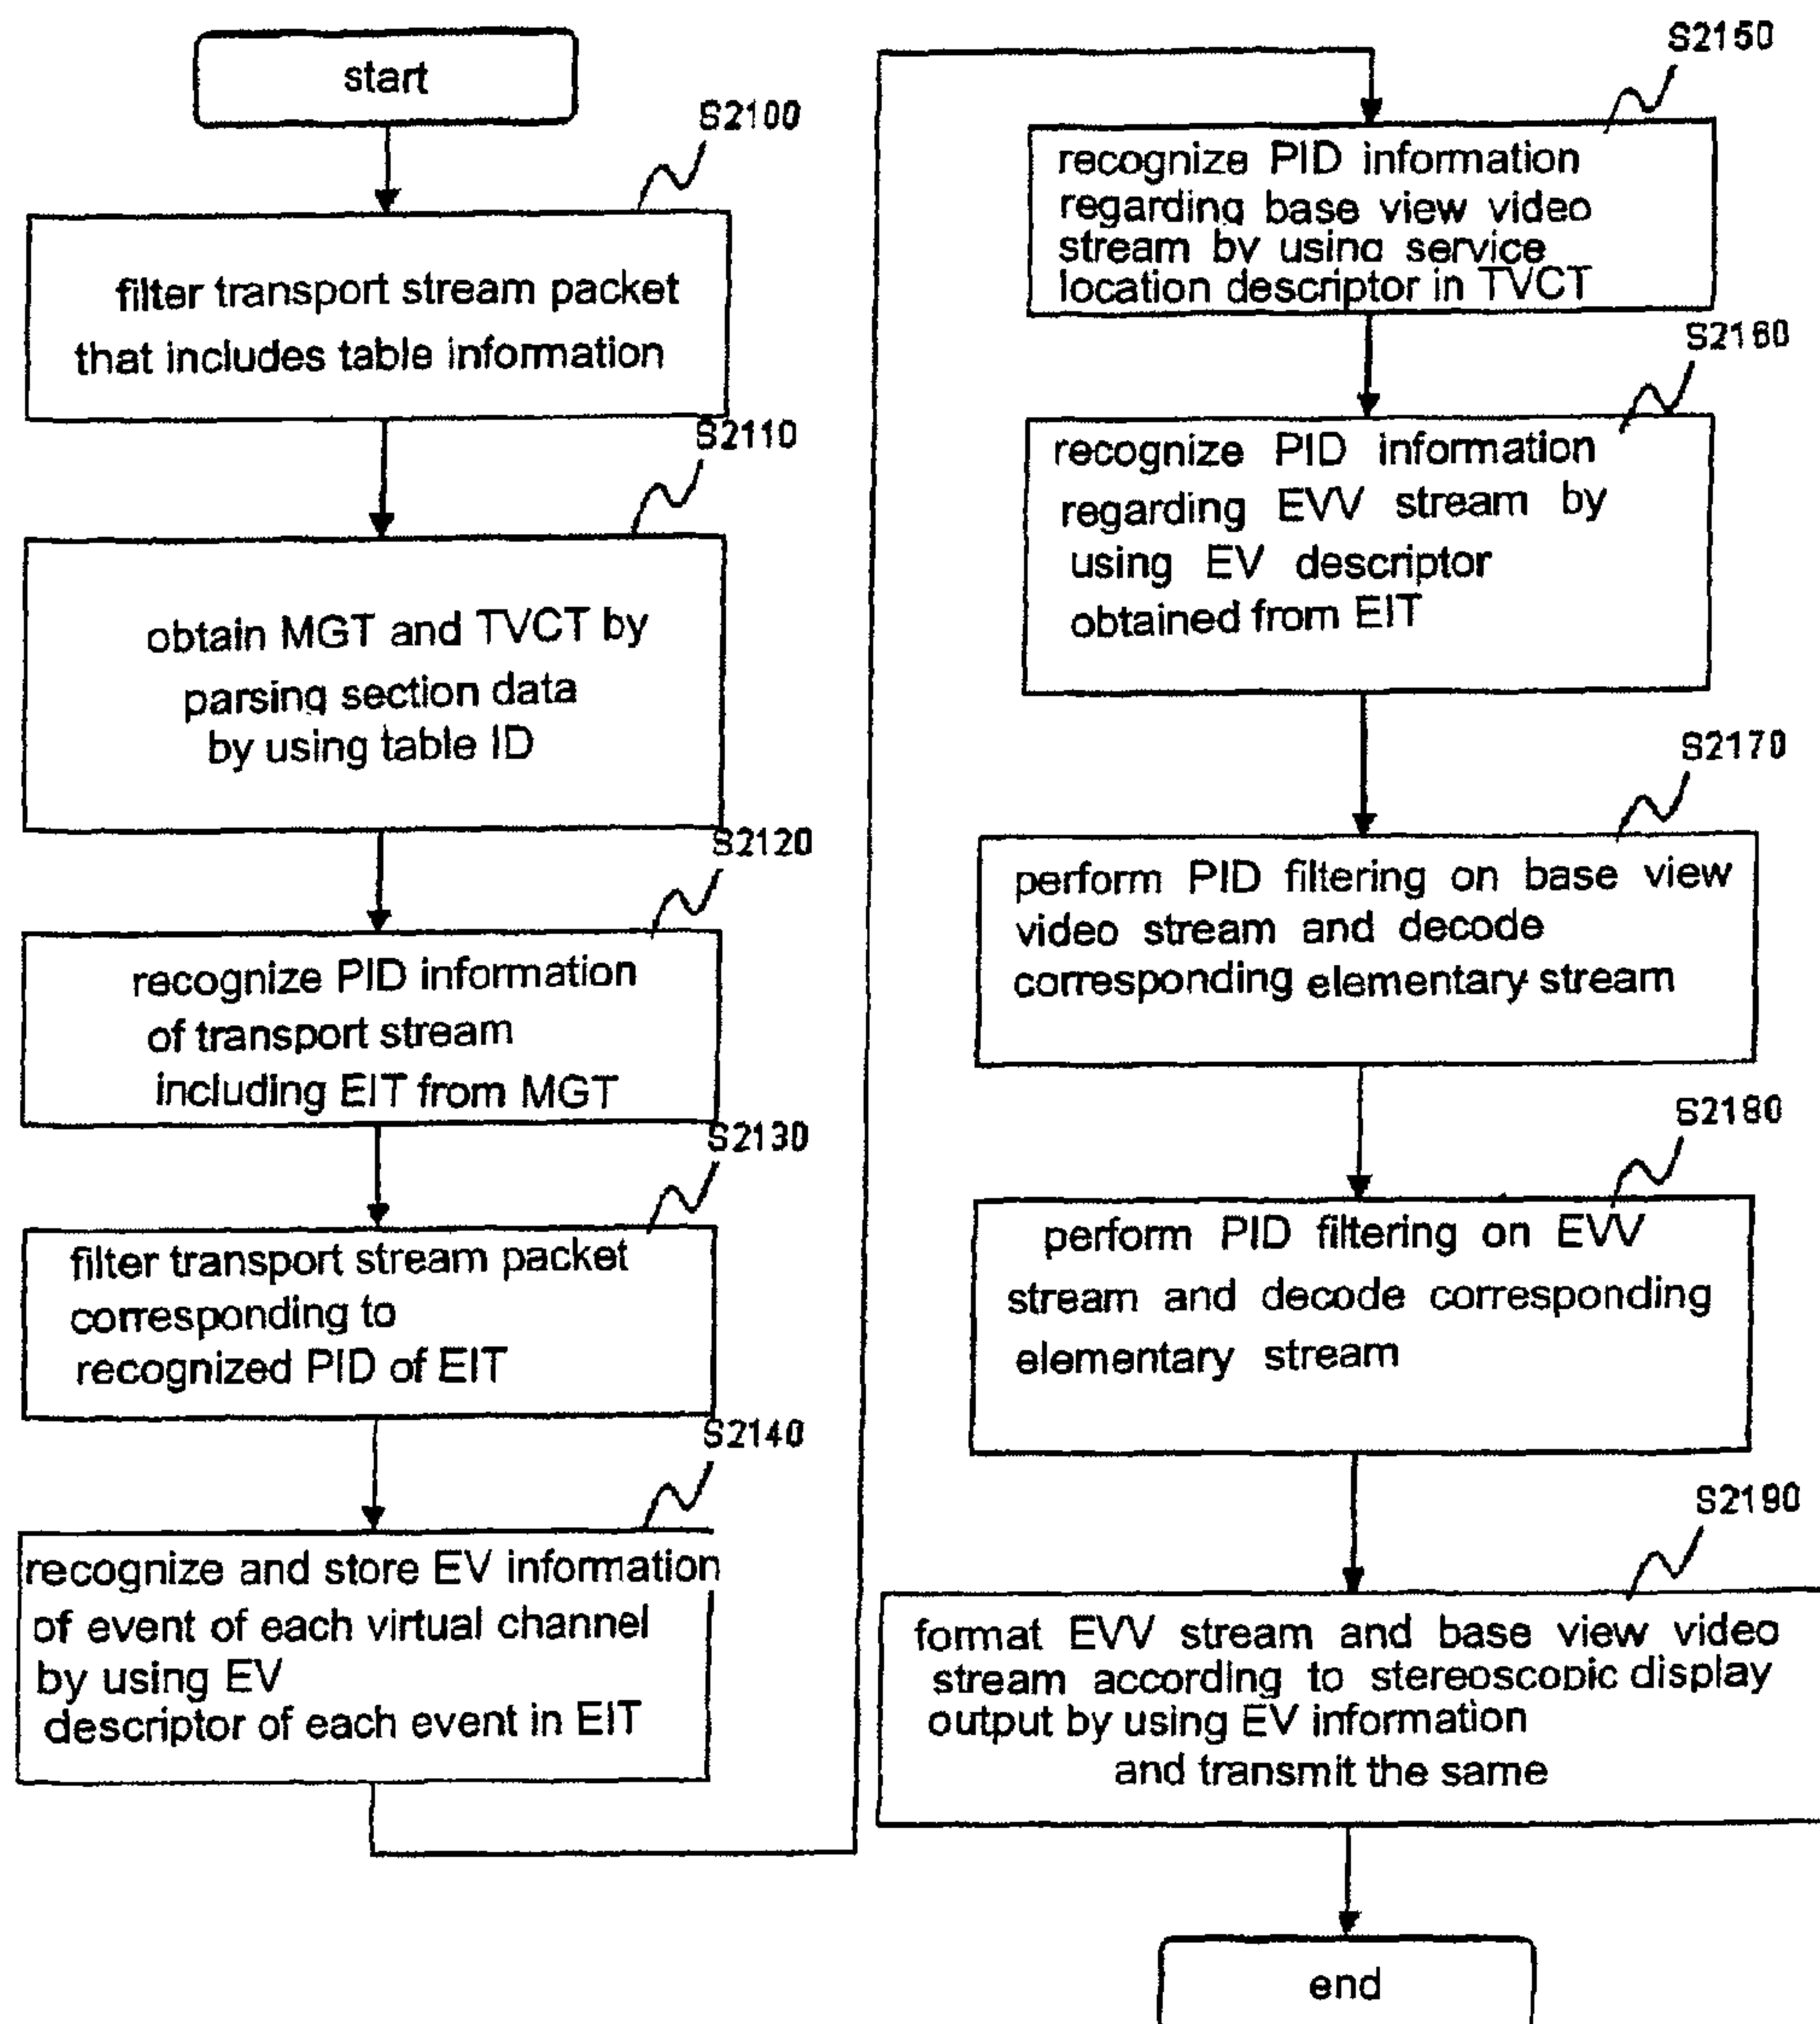 start
S2100
filter transport stream packet
that includes table information
S2110
obtain MGT and TVCT by
parsing section data
by using table ID
S2120
recognize PID information
of transport stream
including EIT from MGT
S2130
filter transport stream packet
corresponding to
recognized PID of EIT
S2140
recognize and store EV information
of event of each virtual channel
by using EV
descriptor of each event in EIT
S2150
recognize PID information
regarding base view video
stream by using service
location descriptor in TVCT
S2160
recognize PID information
regarding EVV stream by
using EV descriptor
obtained from EIT
S2170
perform PID filtering on base view
video stream and decode
corresponding elementary stream
S2180
perform PID filtering on EVV
stream and decode corresponding
elementary stream
S2190
format EVV stream and base view video
stream according to stereoscopic display
output by using EV information
and transmit the same
end